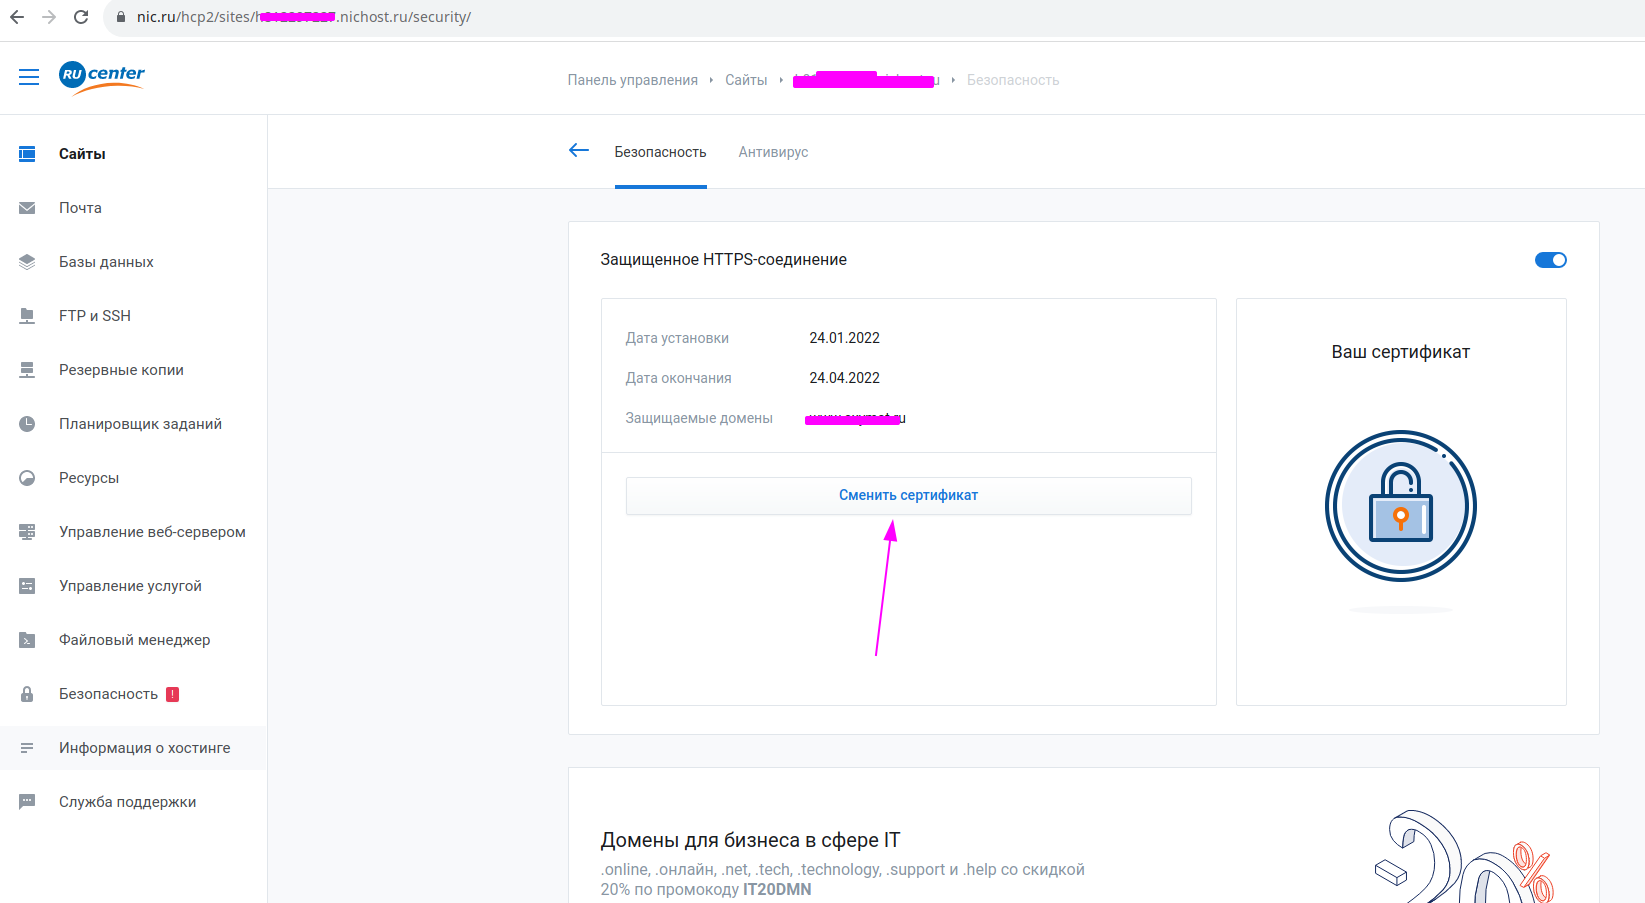 nic.ru/hcp2/sites/ .nichost.ru/security/
RU center
Панель управления Сайты Безопасность
Сайты
Почта
Базы данных
FTP и SSH
Резервные копии
Планировщик заданий
Ресурсы
Управление веб-сервером
Управление услугой
Файловый менеджер
Безопасность !
Информация о хостинге
Служба поддержки
Безопасность Антивирус
Защищенное HTTPS-соединение
Дата установки 24.01.2022
Дата окончания 24.04.2022
Защищаемые домены
Сменить сертификат
Ваш сертификат
Домены для бизнеса в сфере IT
.online, .онлайн, .net, .tech, .technology, .support и .help со скидкой
20% по промокоду IT20DMN
-20%